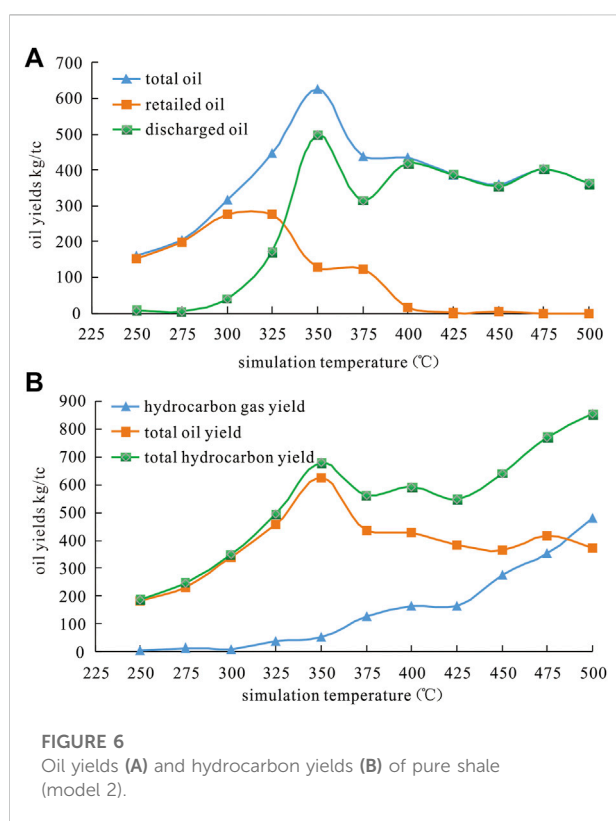 A
total oil
retailed oil
discharged oil
700
600
500
400
300
200
100
0
oil yields kg/tc
225 250 275 300 325 350 375 400 425 450 475 500
simulation temperature (℃)
B
hydrocarbon gas yield
total oil yield
total hydrocarbon yield
900
800
700
600
500
400
300
200
100
0
oil yields kg/tc
225 250 275 300 325 350 375 400 425 450 475 500
simulation temperature (℃)
FIGURE 6
Oil yields (A) and hydrocarbon yields (B) of pure shale
(model 2).